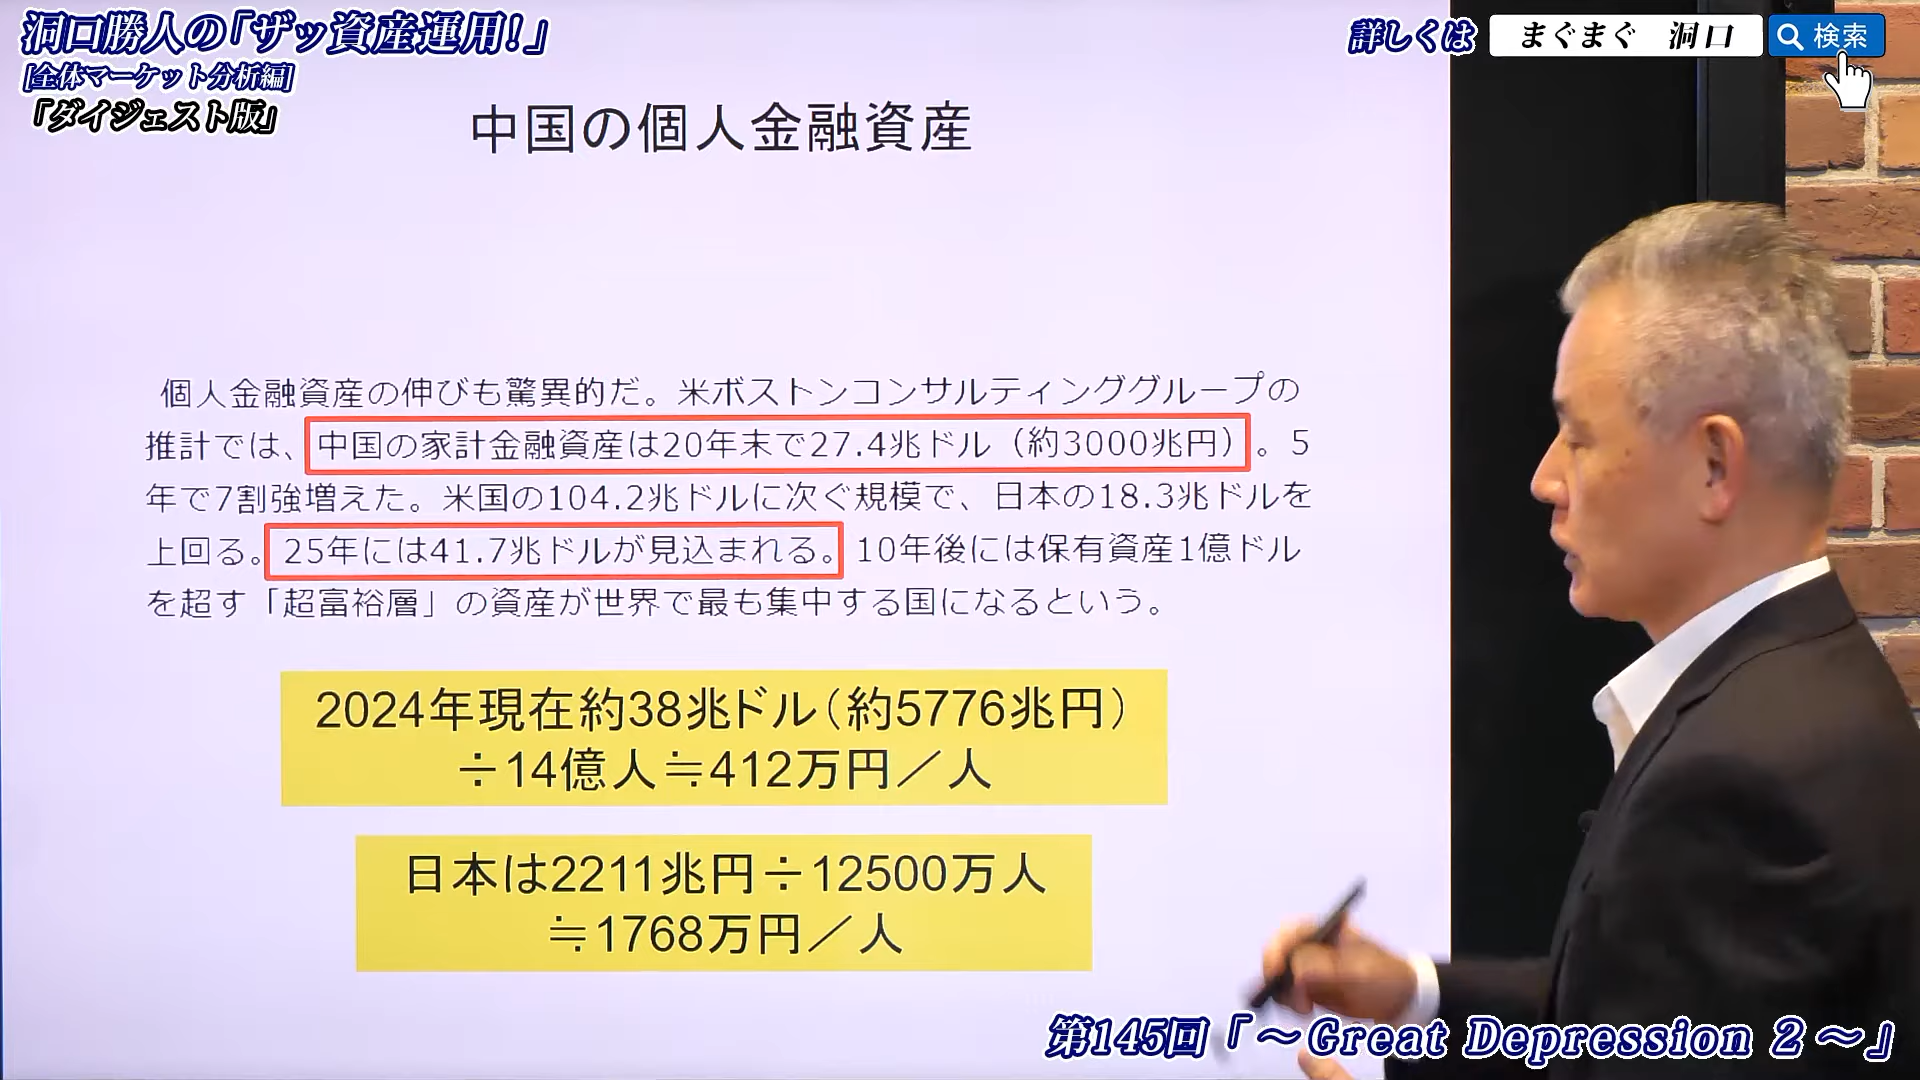 洞口勝人の「ザッ資産運用!」
[全体マーケット分析編]
「ダイジェスト版」
詳しくは
まぐまぐ 洞口
検索
中国の個人金融資産
個人金融資産の伸びも驚異的だ。米ボストンコンサルティンググループの
推計では、中国の家計金融資産は20年末で27.4兆ドル(約3000兆円)。5
年で7割強増えた。米国の104.2兆ドルに次ぐ規模で、日本の18.3兆ドルを
上回る。25年には41.7兆ドルが見込まれる。10年後には保有資産1億ドル
を超す「超富裕層」の資産が世界で最も集中する国になるという。
2024年現在約38兆ドル(約5776兆円)
÷14億人≒412万円／人
日本は2211兆円÷12500万人
≒1768万円／人
第145回「～Great Depression 2～」